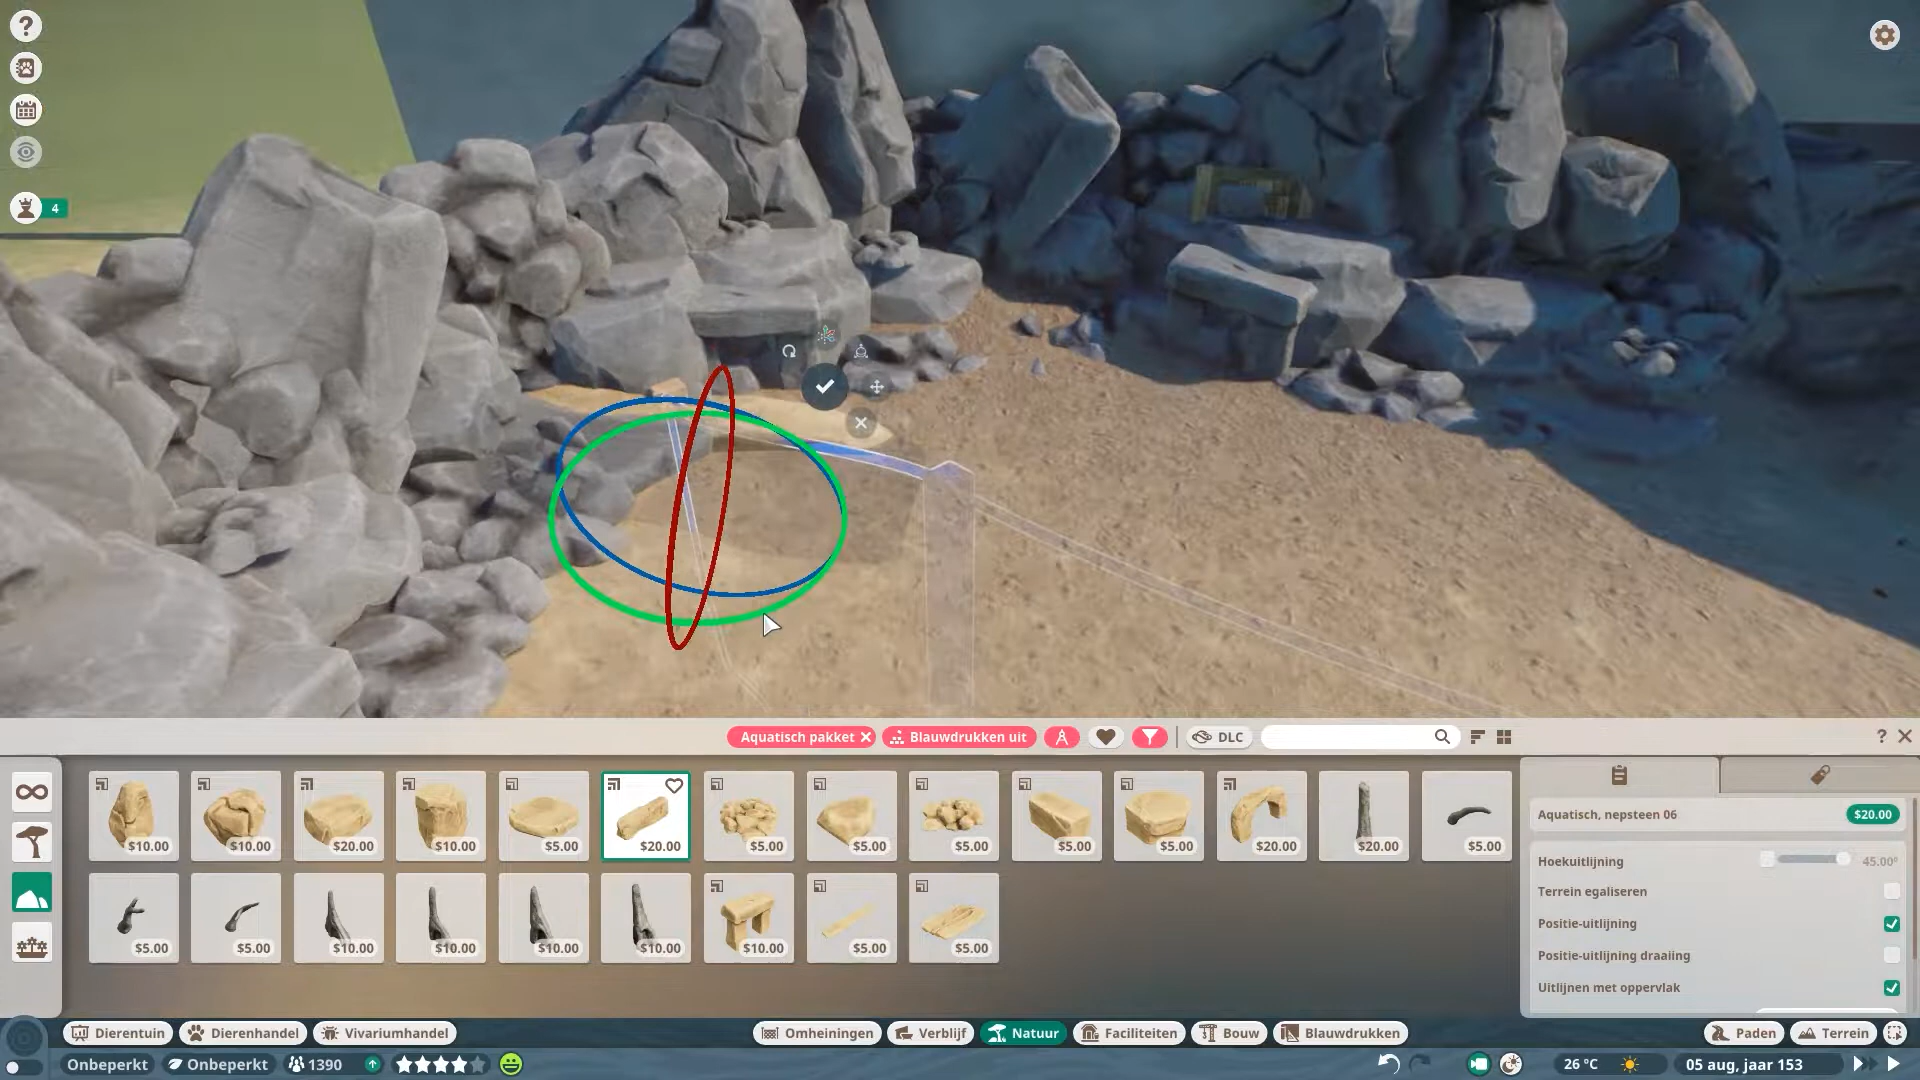 ?
4
Aquatisch pakket
Blauwdrukken uit
DLC
?
$10.00
$10.00
$20.00
$10.00
$5.00
$20.00
$5.00
$5.00
$5.00
$5.00
$5.00
$20.00
$20.00
$5.00
$5.00
$5.00
$10.00
$10.00
$10.00
$10.00
$10.00
$5.00
$5.00
Aquatisch, nepsteen 06 $20.00
Hoekuitlijning 45.00°
Terrein egaliseren
Positie-uitlijning
Positie-uitlijning draaiing
Uitlijnen met oppervlak
Dierentuin Dierenhandel Vivariumhandel Omheiningen Verblijf Natuur Faciliteiten Bouw Blauwdrukken Paden Terrein
Onbeperkt Onbeperkt 1390 26 °C 05 aug, jaar 153